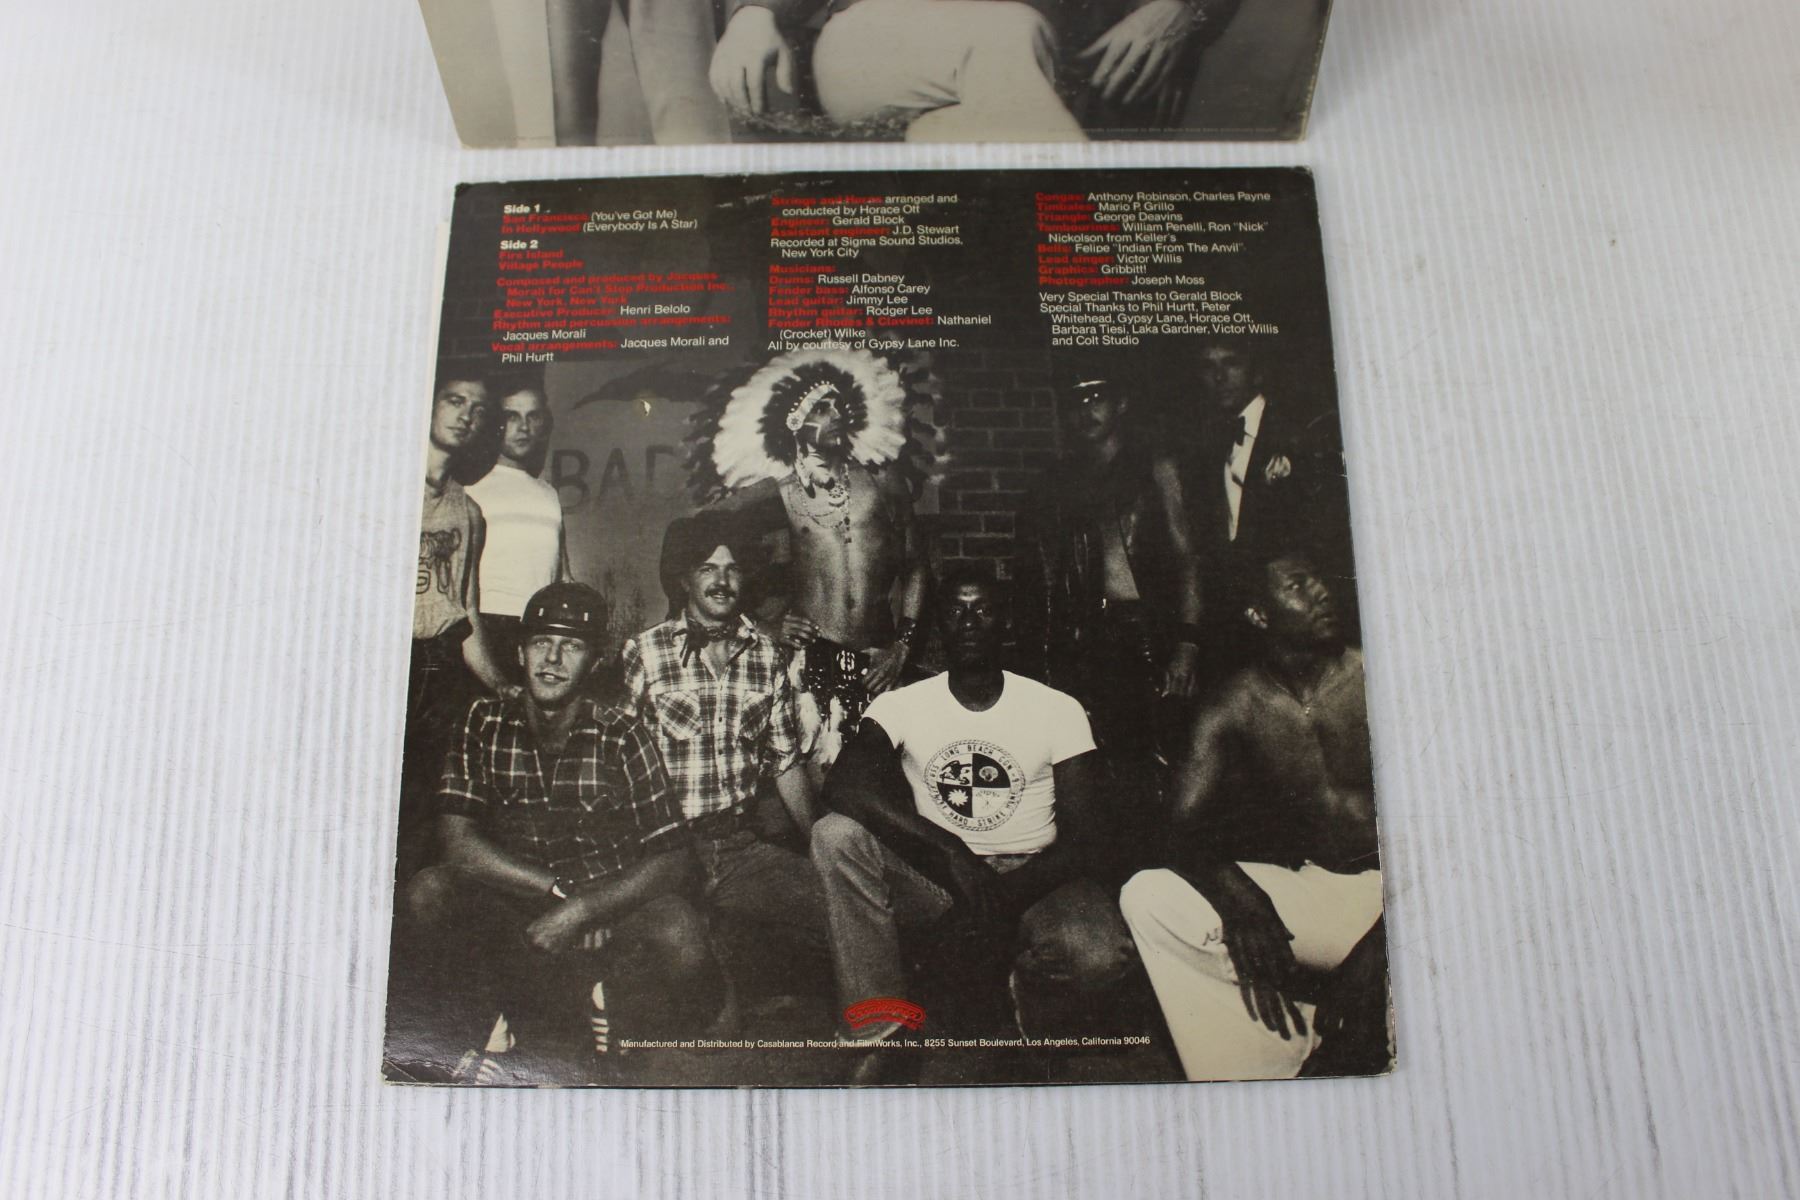 Side 1
San Francisco (You've Got Me)
In Hollywood (Everybody Is A Star)
Side 2
Fire Island
Village People
Composed and produced by Jacques
Morali for Can't Stop Production Inc.,
New York, New York
Executive Producer: Henri Belolo
Rhythm and percussion arrangements:
Jacques Morali
Vocal arrangements: Jacques Morali and
Phil Hurtt
Strings and Horns arranged and
conducted by Horace Ott
Engineer: Gerald Block
Assistant engineer: J.D. Stewart
Recorded at Sigma Sound Studios,
New York City
Musicians:
Drums: Russell Dabney
Fender bass: Alfonso Carey
Lead guitar: Jimmy Lee
Rhythm guitar: Rodger Lee
Fender Rhodes & Clavinet: Nathaniel
(Crocket) Wilke
All by courtesy of Gypsy Lane Inc.
Congas: Anthony Robinson, Charles Payne
Timbales: Mario P. Grillo
Triangle: George Deavins
Tambourines: William Penelli, Ron "Nick"
Nickolson from Keller's
Bells: Felipe "Indian From The Anvil"
Lead singer: Victor Willis
Graphics: Gribbitt!
Photographer: Joseph Moss
Very Special Thanks to Gerald Block
Special Thanks to Phil Hurtt, Peter
Whitehead, Gypsy Lane, Horace Ott,
Barbara Tiesi, Laka Gardner, Victor Willis
and Colt Studio
BAD
USS LONG BEACH CGN-9
HARD STRIKE
Casablanca
Manufactured and Distributed by Casablanca Record and FilmWorks, Inc., 8255 Sunset Boulevard, Los Angeles, California 90046